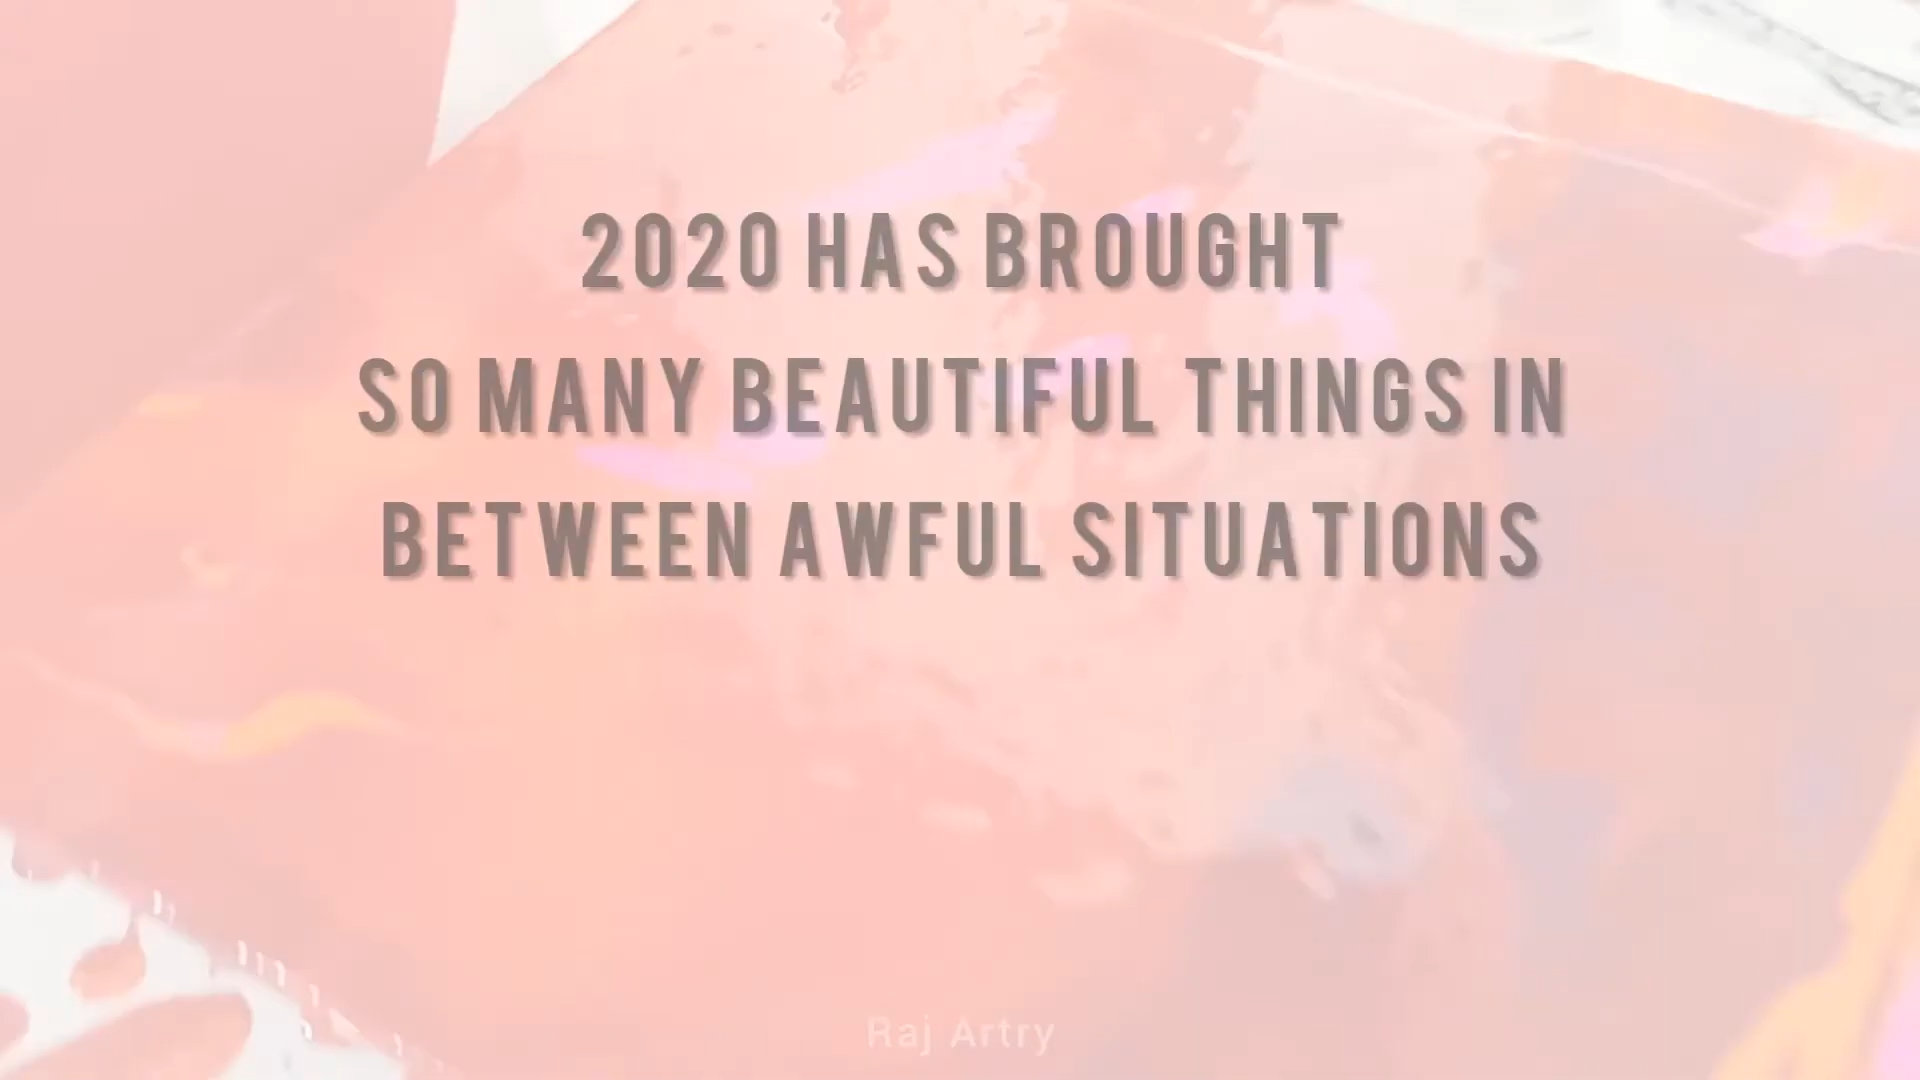 2020 HAS BROUGHT
SO MANY BEAUTIFUL THINGS IN
BETWEEN AWFUL SITUATIONS
Raj Artry